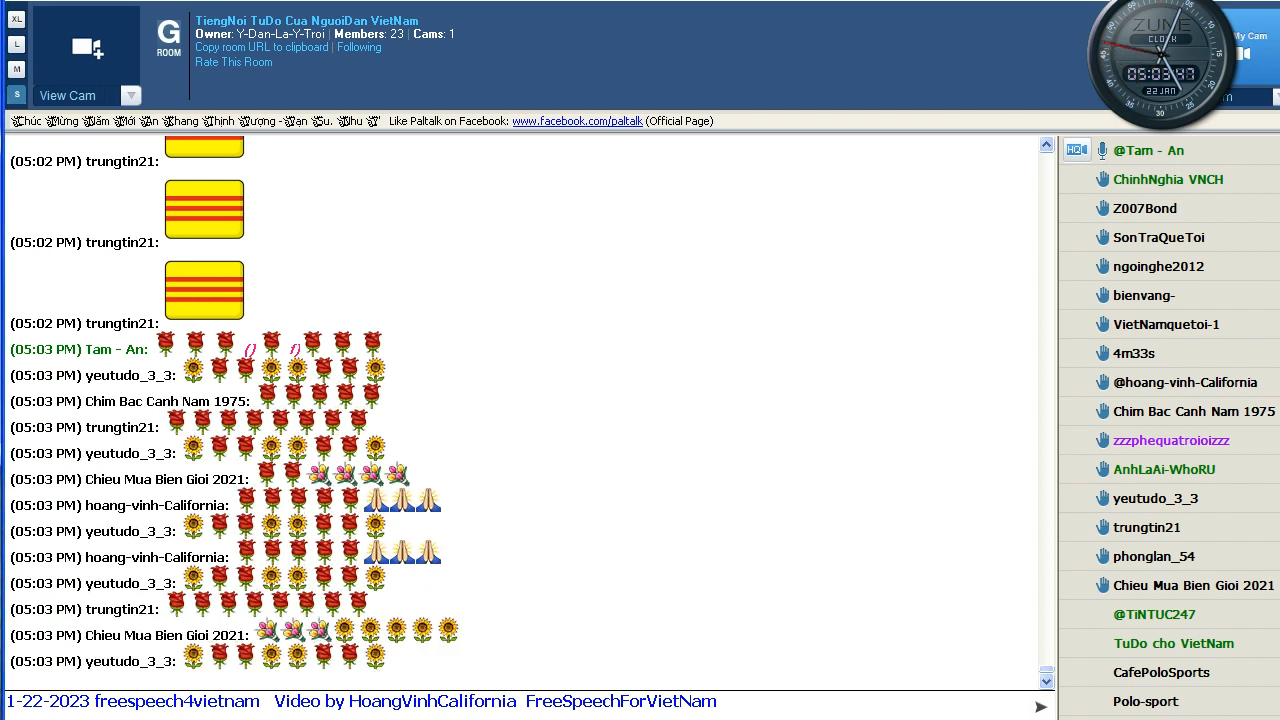 XL
L
M
S
View Cam
G
ROOM
TiengNoi TuDo Cua NguoiDan VietNam
Owner: Y-Dan-La-Y-Troi | Members: 23 | Cams: 1
Copy room URL to clipboard | Following
Rate This Room
ZUNE
CLOCK
05:03 47
22 JAN
My Cam
Like Paltalk on Facebook: www.facebook.com/paltalk (Official Page)
(05:02 PM) trungtin21:
(05:02 PM) trungtin21:
(05:02 PM) trungtin21:
(05:03 PM) Tam - An: () f)
(05:03 PM) yeutudo_3_3:
(05:03 PM) Chim Bac Canh Nam 1975:
(05:03 PM) trungtin21:
(05:03 PM) yeutudo_3_3:
(05:03 PM) Chieu Mua Bien Gioi 2021:
(05:03 PM) hoang-vinh-California:
(05:03 PM) yeutudo_3_3:
(05:03 PM) hoang-vinh-California:
(05:03 PM) yeutudo_3_3:
(05:03 PM) trungtin21:
(05:03 PM) Chieu Mua Bien Gioi 2021:
(05:03 PM) yeutudo_3_3:
1-22-2023 freespeech4vietnam Video by HoangVinhCalifornia FreeSpeechForVietNam
HQ
@Tam - An
ChinhNghia VNCH
Z007Bond
SonTraQueToi
ngoinghe2012
bienvang-
VietNamquetoi-1
4m33s
@hoang-vinh-California
Chim Bac Canh Nam 1975
zzzphequatroioizzz
AnhLaAi-WhoRU
yeutudo_3_3
trungtin21
phonglan_54
Chieu Mua Bien Gioi 2021
@TiNTUC247
TuDo cho VietNam
CafePoloSports
Polo-sport